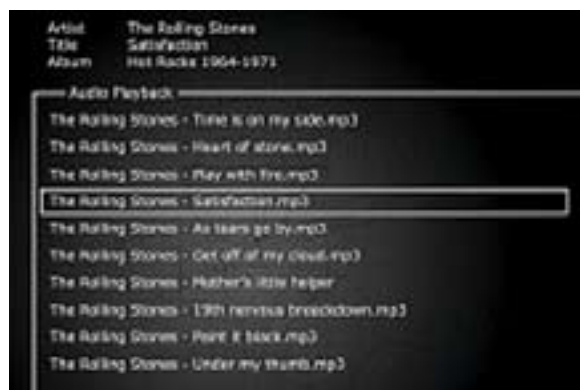 Artist The Rolling Stones
Title Satisfaction
Album Hot Rocks 1964-1971
Audio Playback
The Rolling Stones - Time is on my side.mp3
The Rolling Stones - Heart of stone.mp3
The Rolling Stones - Play with fire.mp3
The Rolling Stones - Satisfaction.mp3
The Rolling Stones - As tears go by.mp3
The Rolling Stones - Get off of my cloud.mp3
The Rolling Stones - Mother's little helper
The Rolling Stones - 19th nervous breackdown.mp3
The Rolling Stones - Paint it black.mp3
The Rolling Stones - Under my thumb.mp3